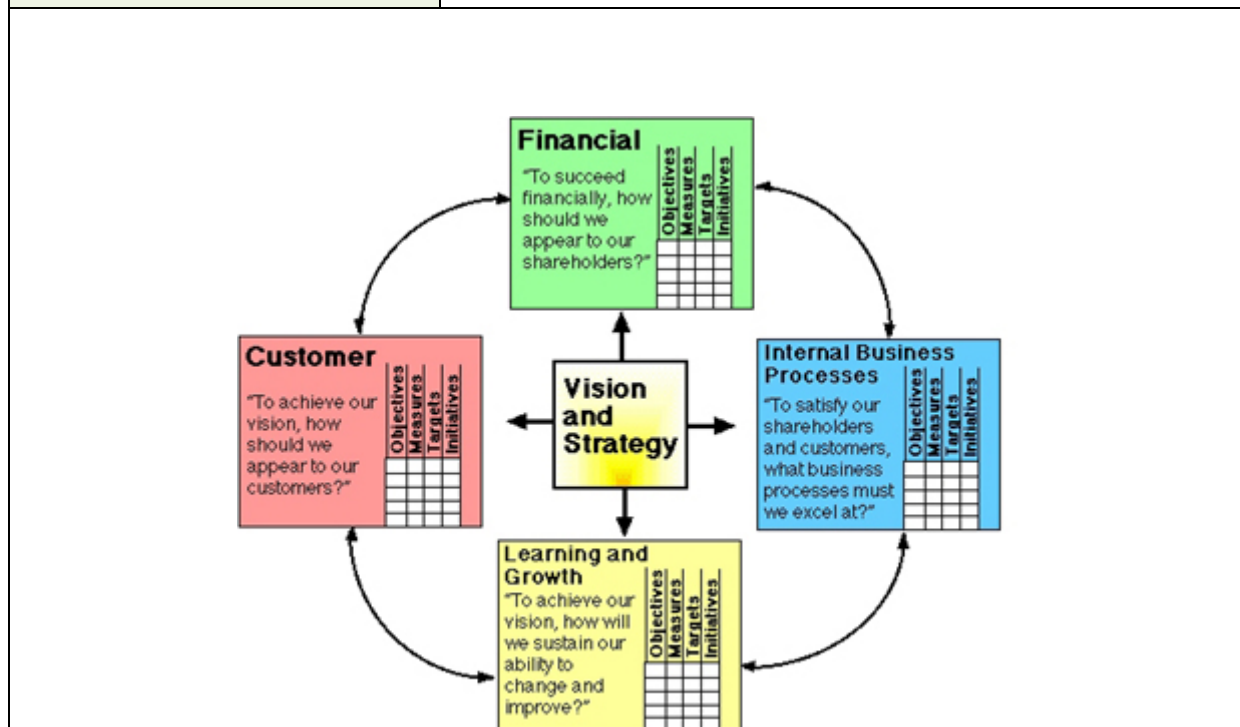 Financial
"To succeed
financially, how
should we
appear to our
shareholders?"
Objectives
Measures
Targets
Initiatives
Customer
"To achieve our
vision, how
should we
appear to our
customers?"
Objectives
Measures
Targets
Initiatives
Vision
and
Strategy
Internal Business
Processes
"To satisfy our
shareholders
and customers,
what business
processes must
we excel at?"
Objectives
Measures
Targets
Initiatives
Learning and
Growth
"To achieve our
vision, how will
we sustain our
ability to
change and
improve?"
Objectives
Measures
Targets
Initiatives